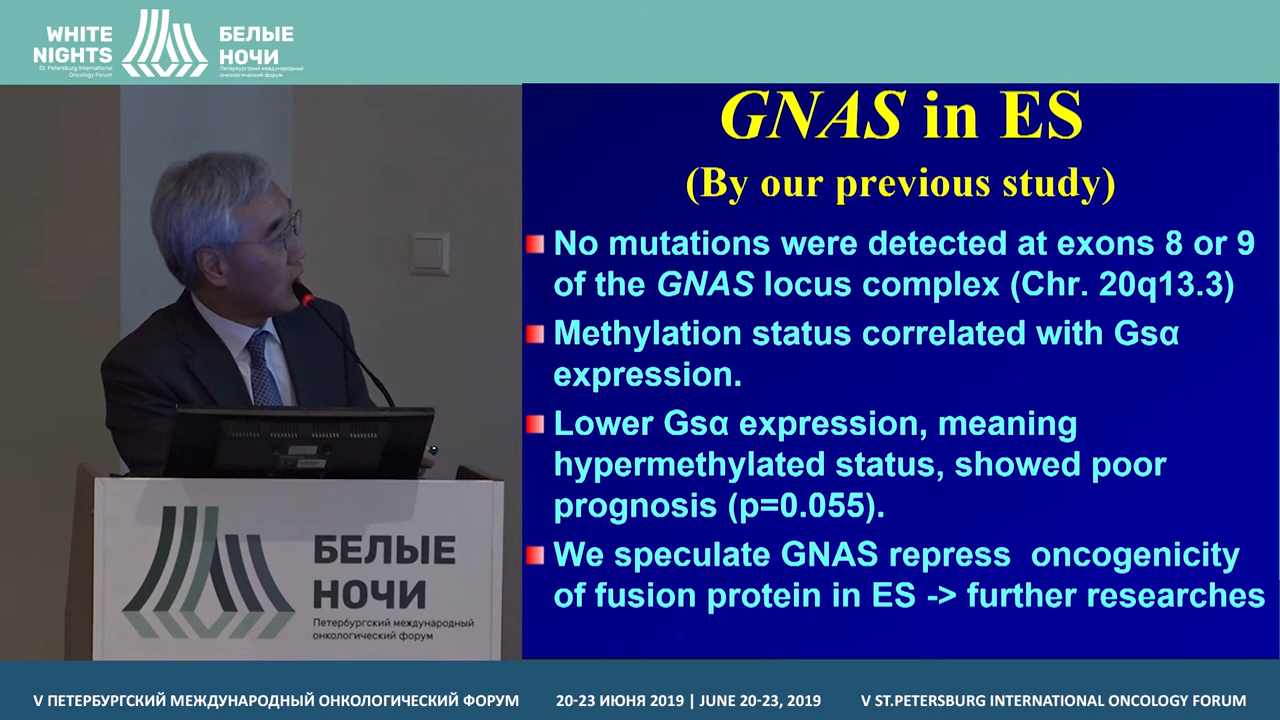 WHITE
NIGHTS
St. Petersburg International
Oncology Forum
БЕЛЫЕ
НОЧИ
Петербургский международный
онкологический форум
GNAS in ES
(By our previous study)
No mutations were detected at exons 8 or 9
of the GNAS locus complex (Chr. 20q13.3)
Methylation status correlated with Gsα
expression.
Lower Gsα expression, meaning
hypermethylated status, showed poor
prognosis (p=0.055).
We speculate GNAS repress oncogenicity
of fusion protein in ES -> further researches
БЕЛЫЕ
НОЧИ
Петербургский международный
онкологический форум
V ПЕТЕРБУРГСКИЙ МЕЖДУНАРОДНЫЙ ОНКОЛОГИЧЕСКИЙ ФОРУМ 20-23 ИЮНЯ 2019 | JUNE 20-23, 2019 V ST.PETERSBURG INTERNATIONAL ONCOLOGY FORUM